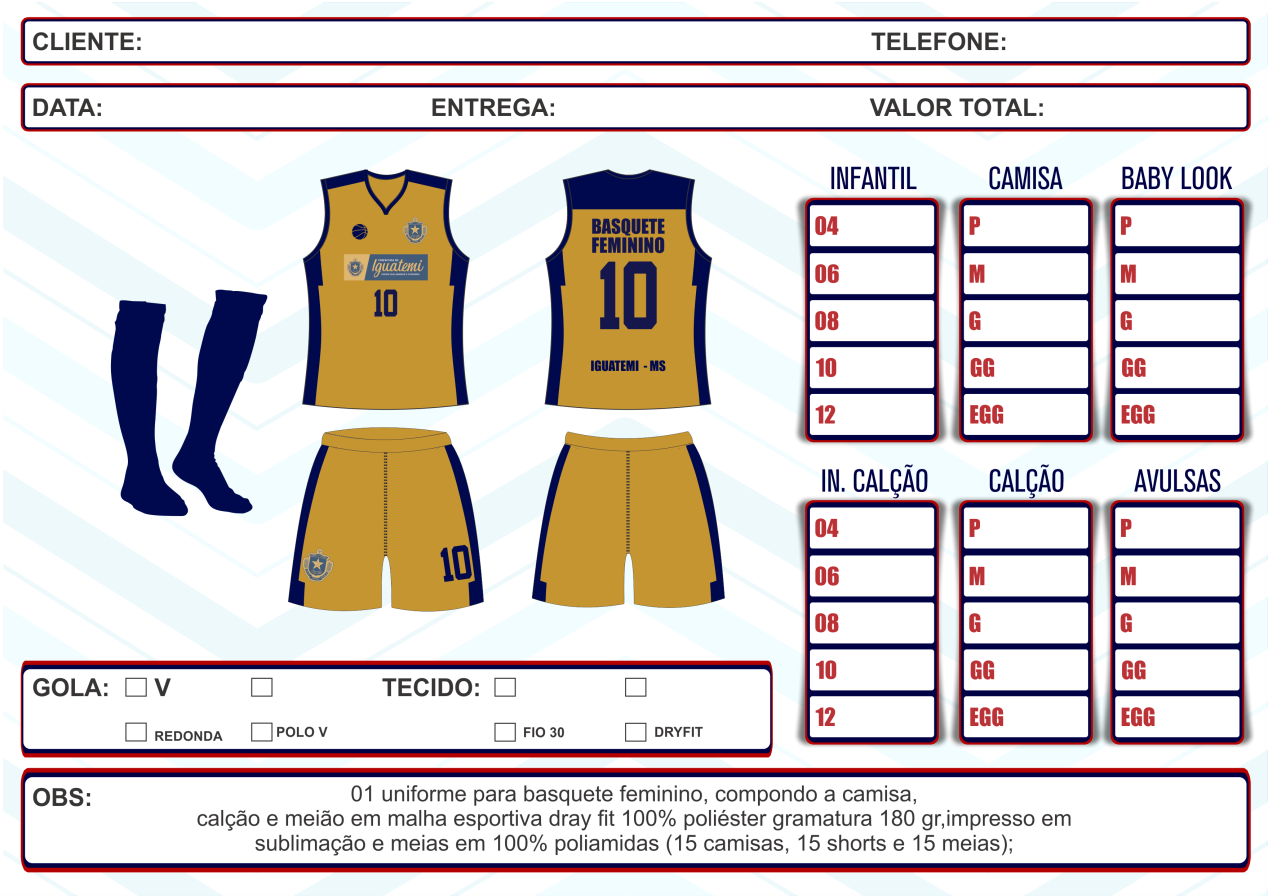 CLIENTE: TELEFONE:
DATA: ENTREGA: VALOR TOTAL:
INFANTIL CAMISA BABY LOOK
04 P P
06 M M
08 G G
10 GG GG
12 EGG EGG
BASQUETE
FEMININO
10
IGUATEMI - MS
Iguatemi
10
10
IN. CALÇÃO CALÇÃO AVULSAS
04 P P
06 M M
08 G G
10 GG GG
12 EGG EGG
GOLA: V TECIDO:
REDONDA POLO V FIO 30 DRYFIT
OBS: 01 uniforme para basquete feminino, compondo a camisa,
calção e meião em malha esportiva dray fit 100% poliéster gramatura 180 gr,impresso em
sublimação e meias em 100% poliamidas (15 camisas, 15 shorts e 15 meias);